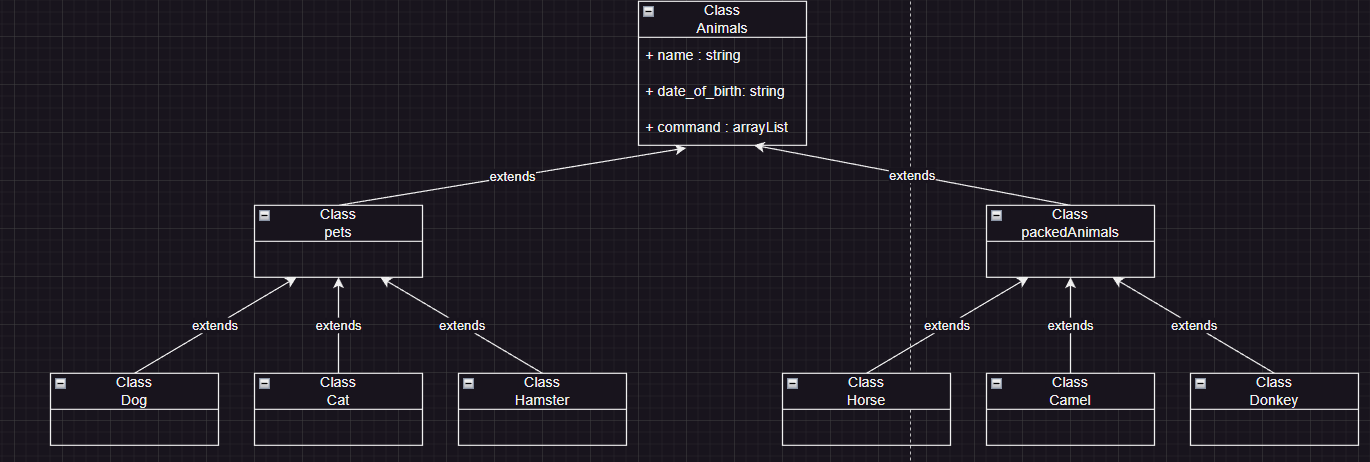 Class
Animals
+ name : string
+ date_of_birth: string
+ command : arrayList
extends
extends
Class
pets
Class
packedAnimals
extends
extends
extends
extends
extends
extends
Class
Dog
Class
Cat
Class
Hamster
Class
Horse
Class
Camel
Class
Donkey